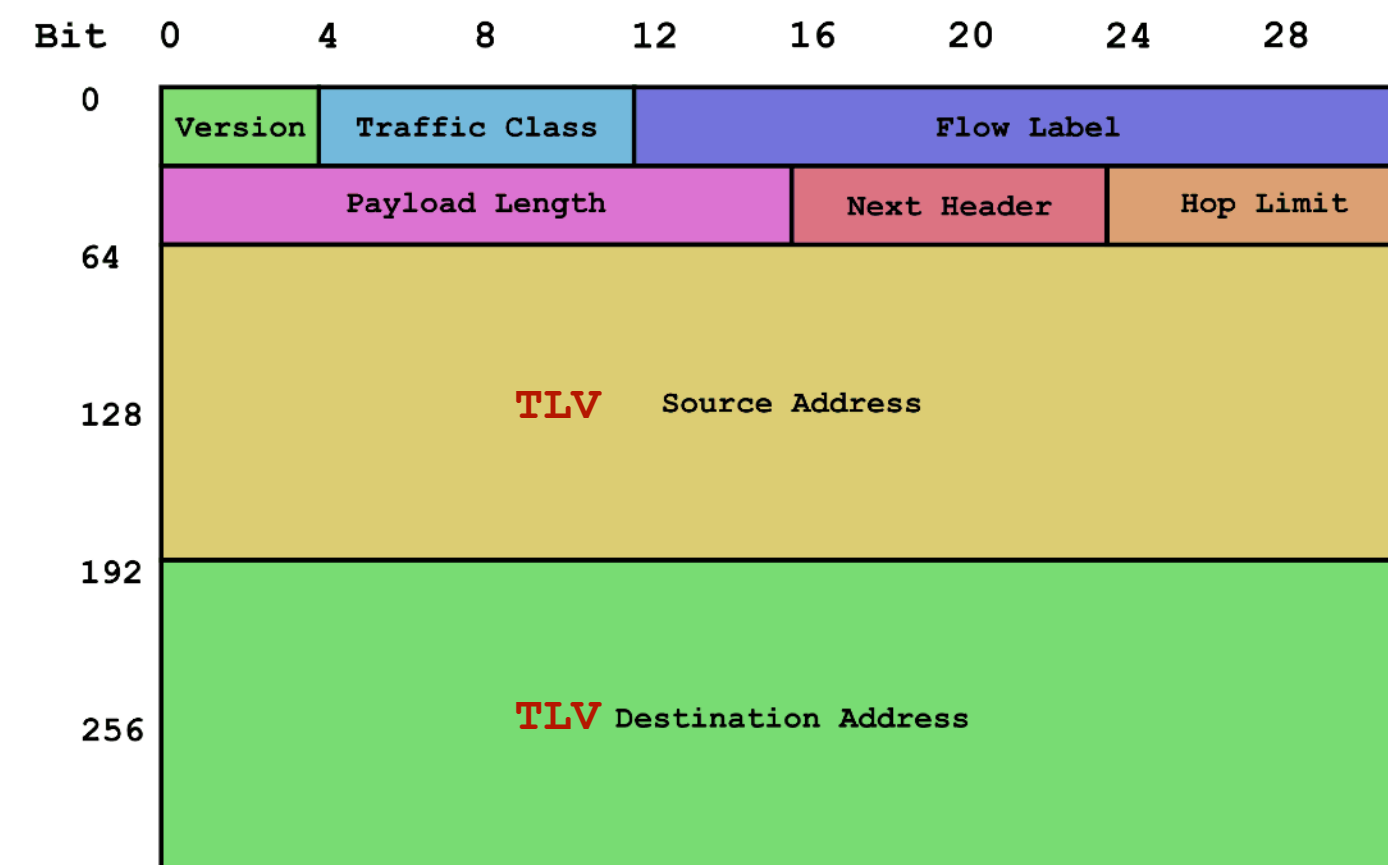 Bit 0 4 8 12 16 20 24 28
0
Version Traffic Class Flow Label
Payload Length Next Header Hop Limit
64
128 TLV Source Address
192
256 TLV Destination Address